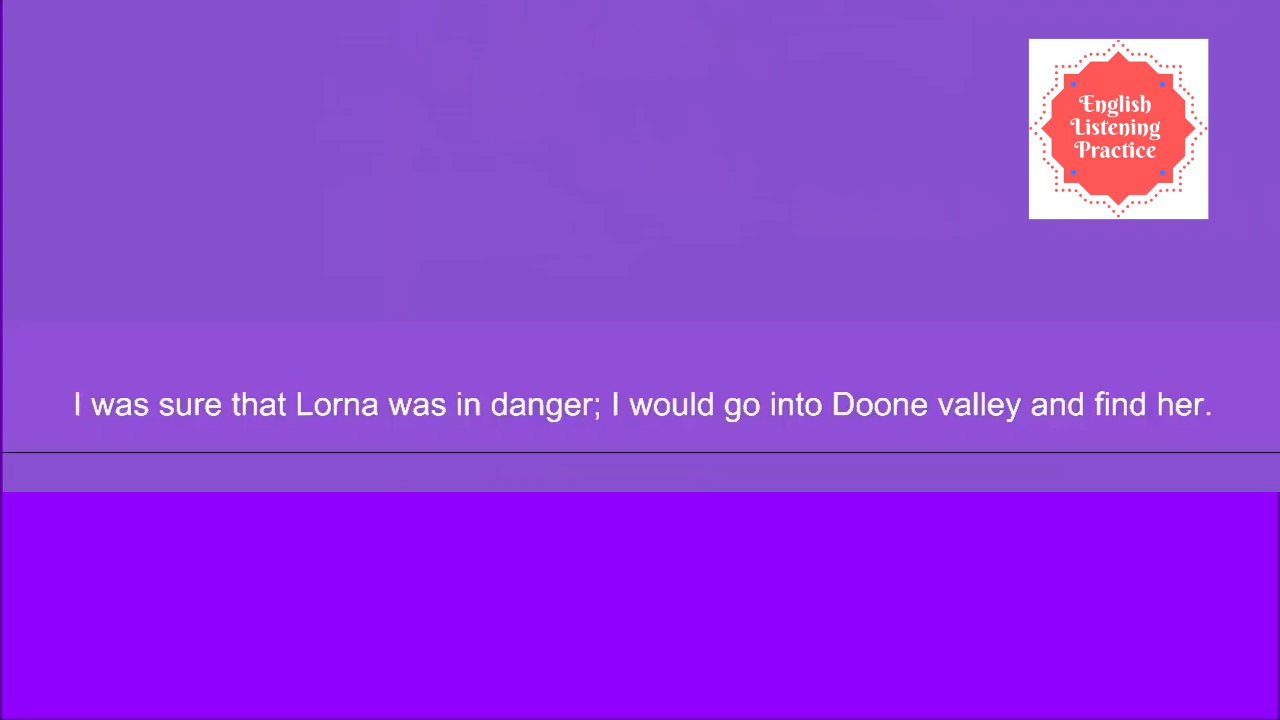 English
Listening
Practice
I was sure that Lorna was in danger; I would go into Doone valley and find her.